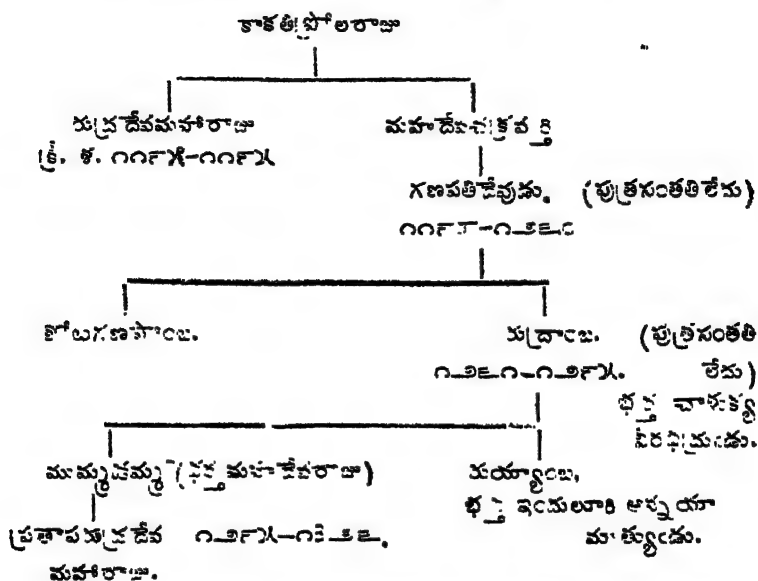 కాకతి ప్రోలరాజు
రుద్రదేవమహారాజు
మహాదేవచక్రవర్తి
క్రీ. శ.
గణపతిదేవుడు. (పుత్రసంతతి లేదు)
కోటగణపాంబ.
రుద్రాంబ. (పుత్రసంతతి
లేదు)
భర్త చాళుక్య
వీరభద్రుఁడు.
ముమ్మడమ్మ (భర్త మహాదేవరాజు)
రుయ్యాంబ,
భర్త ఇందులూరి అన్నయా
మాత్యుఁడు.
ప్రతాపరుద్రదేవ
మహారాజు.